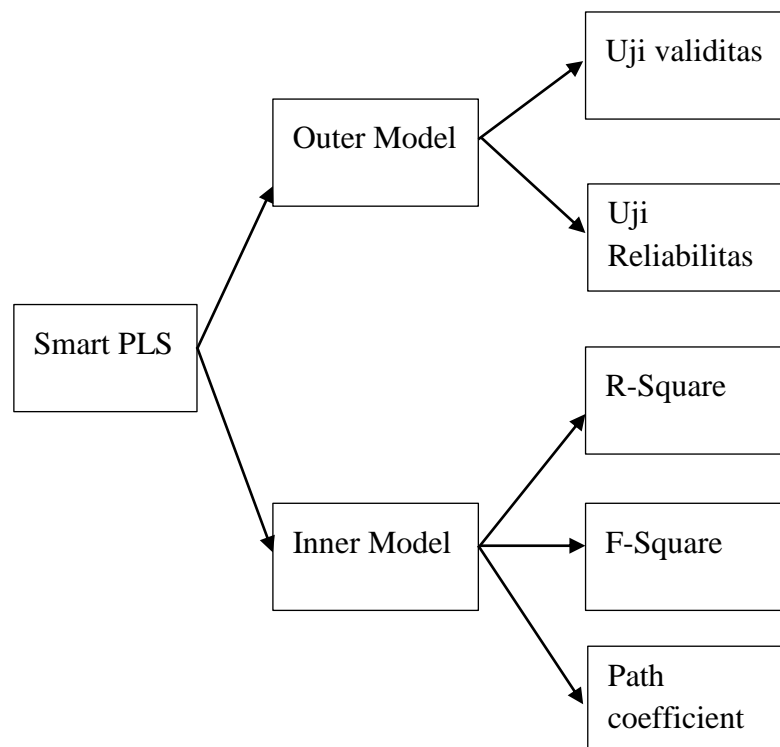 Uji validitas
Outer Model
Uji
Reliabilitas
Smart PLS
R-Square
Inner Model
F-Square
Path
coefficient